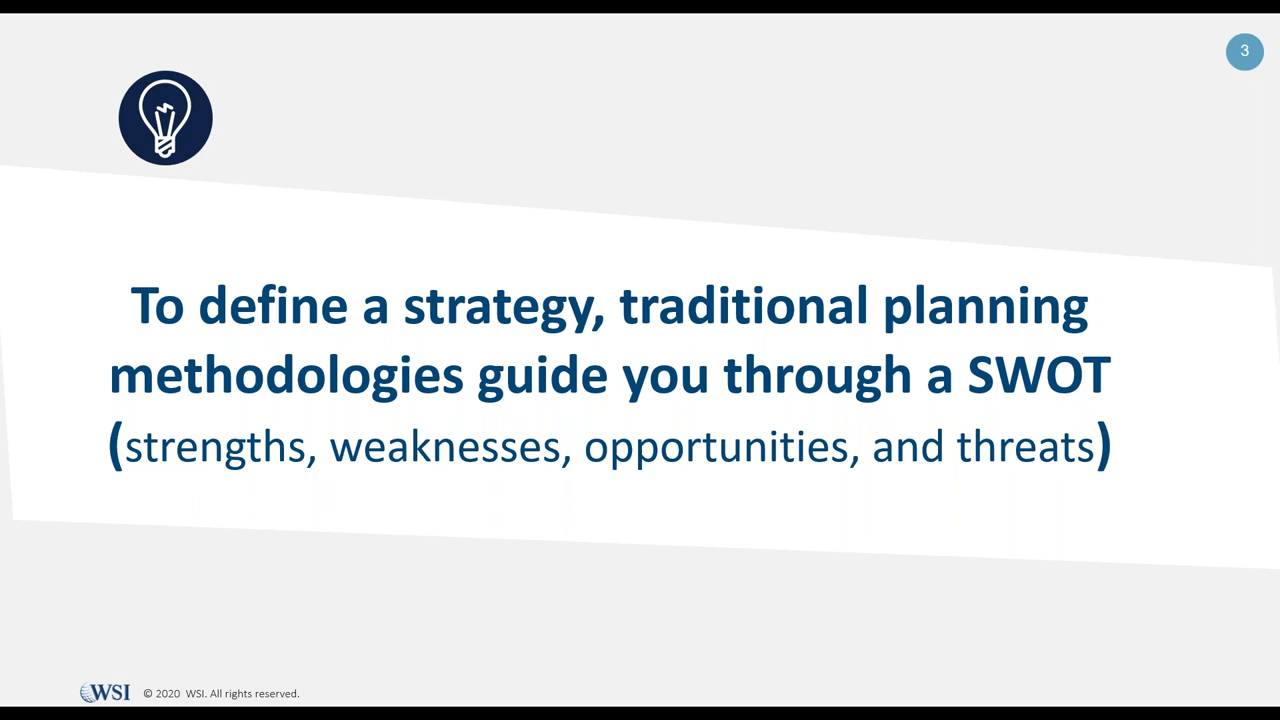 3
To define a strategy, traditional planning
methodologies guide you through a SWOT
(strengths, weaknesses, opportunities, and threats)
WSI © 2020 WSI. All rights reserved.